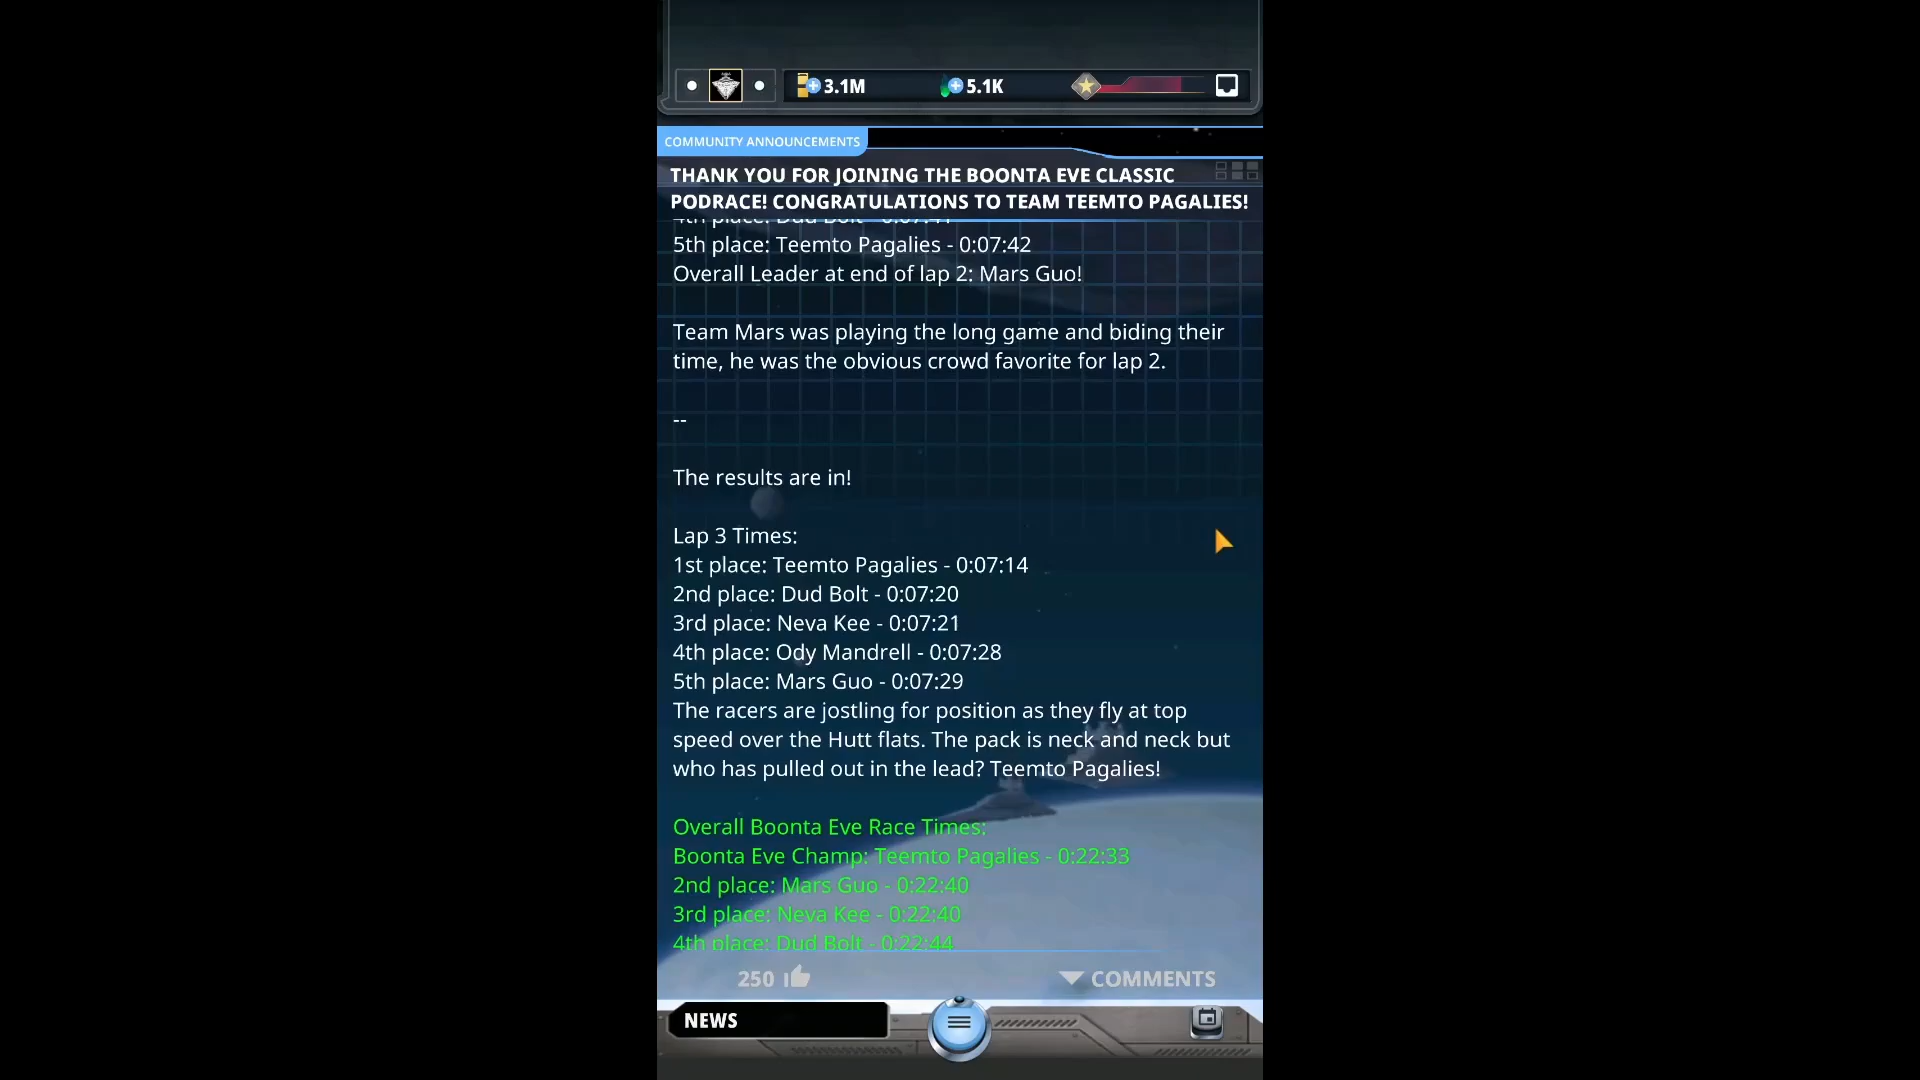 3.1M
5.1K
COMMUNITY ANNOUNCEMENTS
THANK YOU FOR JOINING THE BOONTA EVE CLASSIC
PODRACE! CONGRATULATIONS TO TEAM TEEMTO PAGALIES!
4th place: Dud Bolt - 0:07:41
5th place: Teemto Pagalies - 0:07:42
Overall Leader at end of lap 2: Mars Guo!
Team Mars was playing the long game and biding their
time, he was the obvious crowd favorite for lap 2.
--
The results are in!
Lap 3 Times:
1st place: Teemto Pagalies - 0:07:14
2nd place: Dud Bolt - 0:07:20
3rd place: Neva Kee - 0:07:21
4th place: Ody Mandrell - 0:07:28
5th place: Mars Guo - 0:07:29
The racers are jostling for position as they fly at top
speed over the Hutt flats. The pack is neck and neck but
who has pulled out in the lead? Teemto Pagalies!
Overall Boonta Eve Race Times:
Boonta Eve Champ: Teemto Pagalies - 0:22:33
2nd place: Mars Guo - 0:22:40
3rd place: Neva Kee - 0:22:40
4th place: Dud Bolt - 0:22:44
250
COMMENTS
NEWS